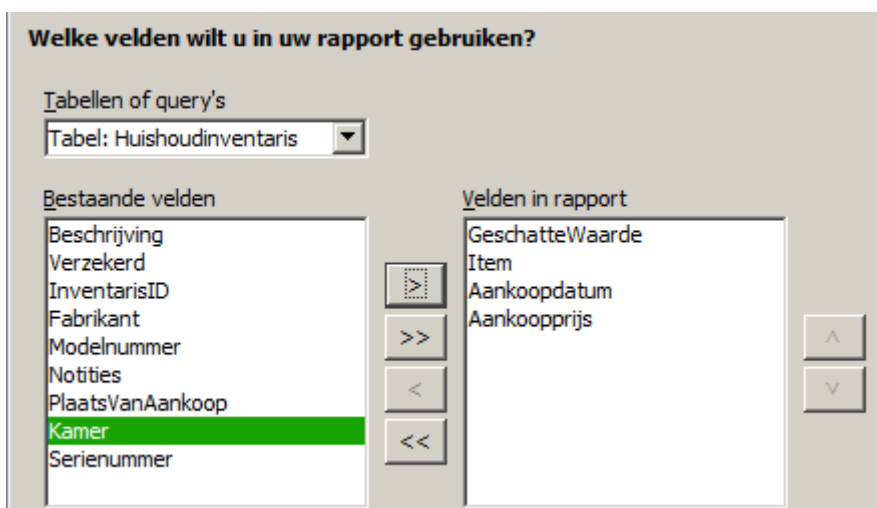 Welke velden wilt u in uw rapport gebruiken?
Tabellen of query's
Tabel: Huishoudinventaris
Bestaande velden
Beschrijving
Verzekerd
InventarisID
Fabrikant
Modelnummer
Notities
PlaatsVanAankoop
Kamer
Serienummer
>
>>
<
<<
Velden in rapport
GeschatteWaarde
Item
Aankoopdatum
Aankoopprijs
^
v